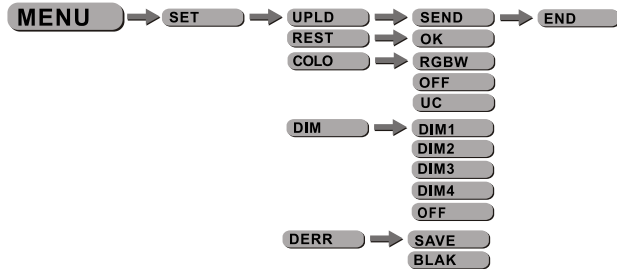 MENU SET UPLD SEND END
REST OK
COLO RGBW
OFF
UC
DIM DIM1
DIM2
DIM3
DIM4
OFF
DERR SAVE
BLAK